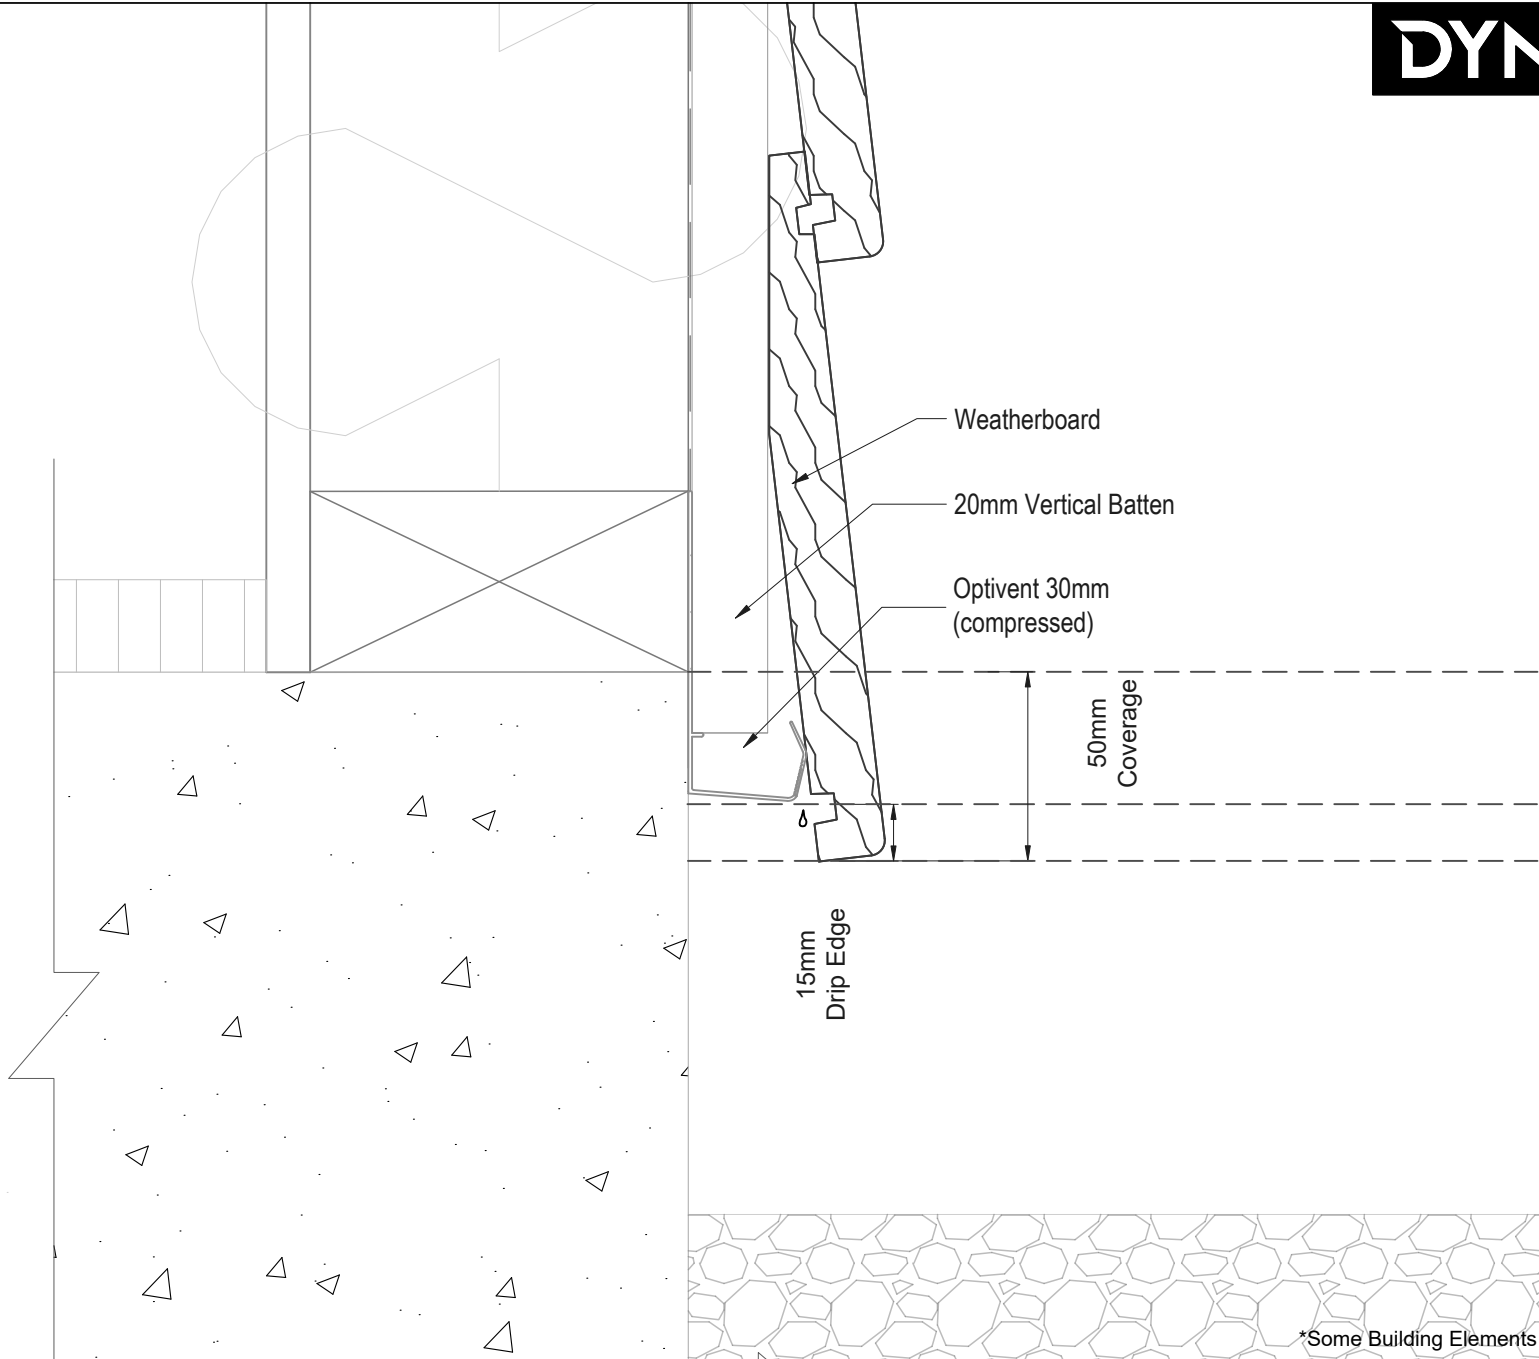 DYN
Weatherboard
20mm Vertical Batten
Optivent 30mm
(compressed)
50mm
Coverage
15mm
Drip Edge
*Some Building Elements